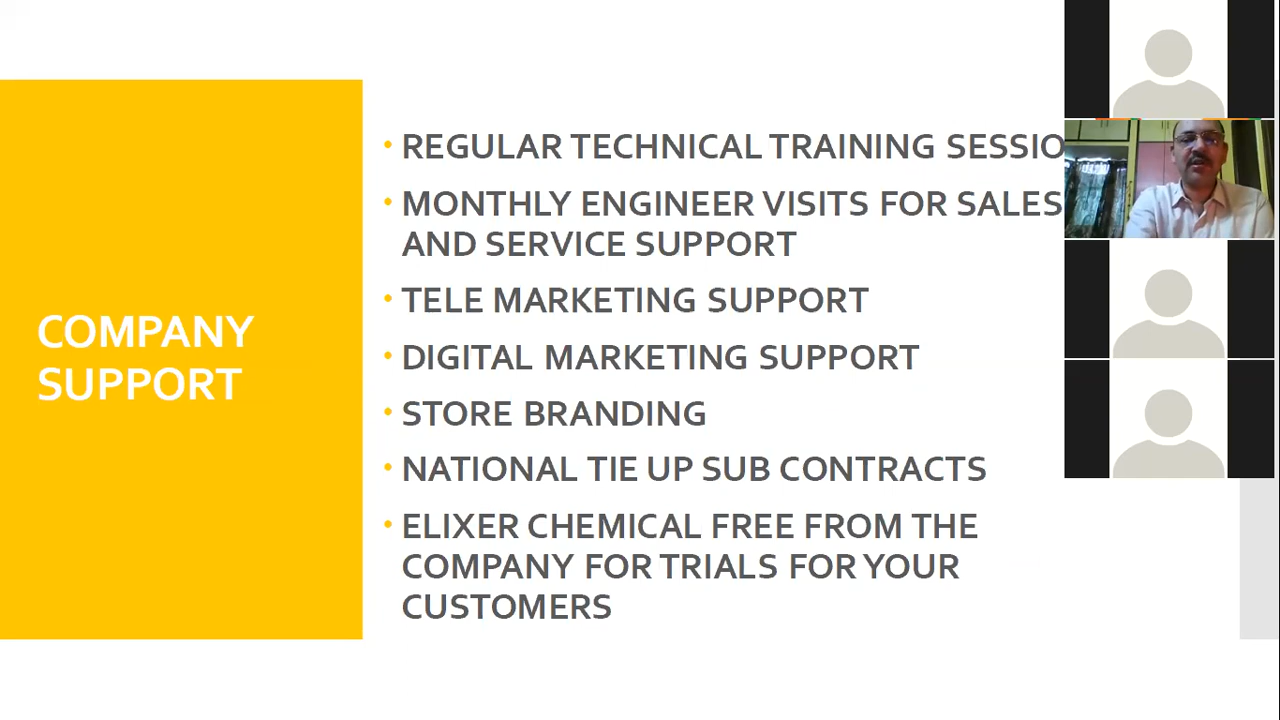 COMPANY
SUPPORT
• REGULAR TECHNICAL TRAINING
• MONTHLY ENGINEER VISITS FOR SALES
AND SERVICE SUPPORT
• TELE MARKETING SUPPORT
• DIGITAL MARKETING SUPPORT
• STORE BRANDING
• NATIONAL TIE UP SUB CONTRACTS
• ELIXER CHEMICAL FREE FROM THE
COMPANY FOR TRIALS FOR YOUR
CUSTOMERS